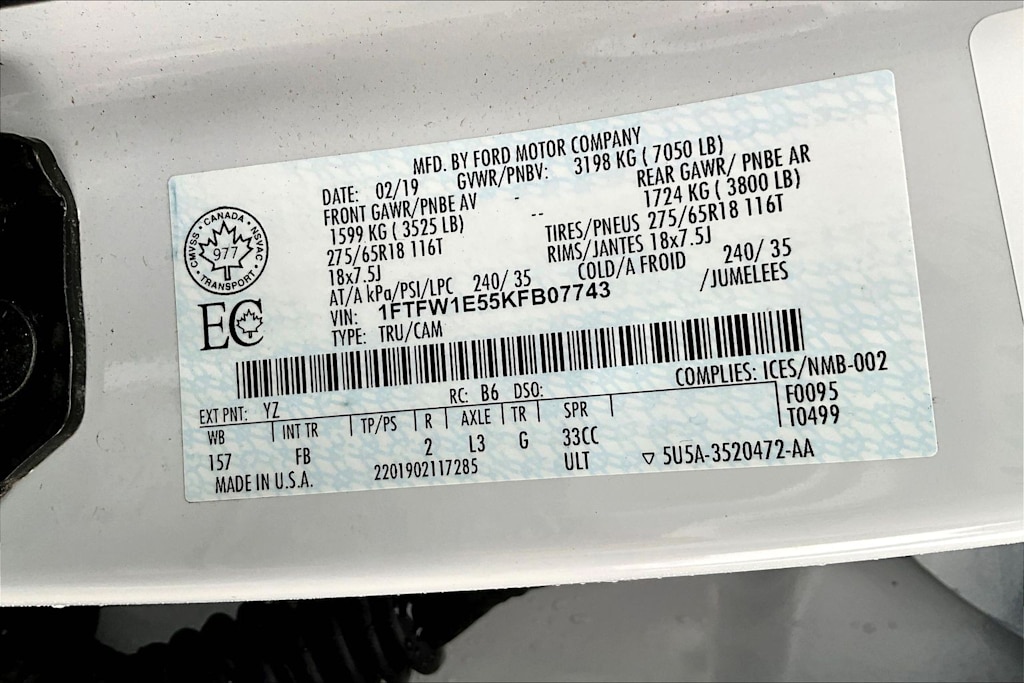 MFD. BY FORD MOTOR COMPANY
DATE: 02/19 GVWR/PNBV: 3198 KG ( 7050 LB)
FRONT GAWR/PNBE AV - REAR GAWR/ PNBE AR
1599 KG ( 3525 LB) -- 1724 KG ( 3800 LB)
275/65R18 116T TIRES/PNEUS 275/65R18 116T
18x7.5J RIMS/JANTES 18x7.5J
AT/A kPa/PSI/LPC 240/ 35 COLD/A FROID 240/ 35
VIN: 1FTFW1E55KFB07743 /JUMELEES
TYPE: TRU/CAM
CMVSS · CANADA · NSVAC
977
· TRANSPORT ·
EC
COMPLIES: ICES/NMB-002
EXT PNT: YZ RC: B6 DSO:
F0095
T0499
WB INT TR TP/PS R AXLE TR SPR
157 FB 2 L3 G 33CC
ULT
MADE IN U.S.A. 2201902117285 ▽ 5U5A-3520472-AA